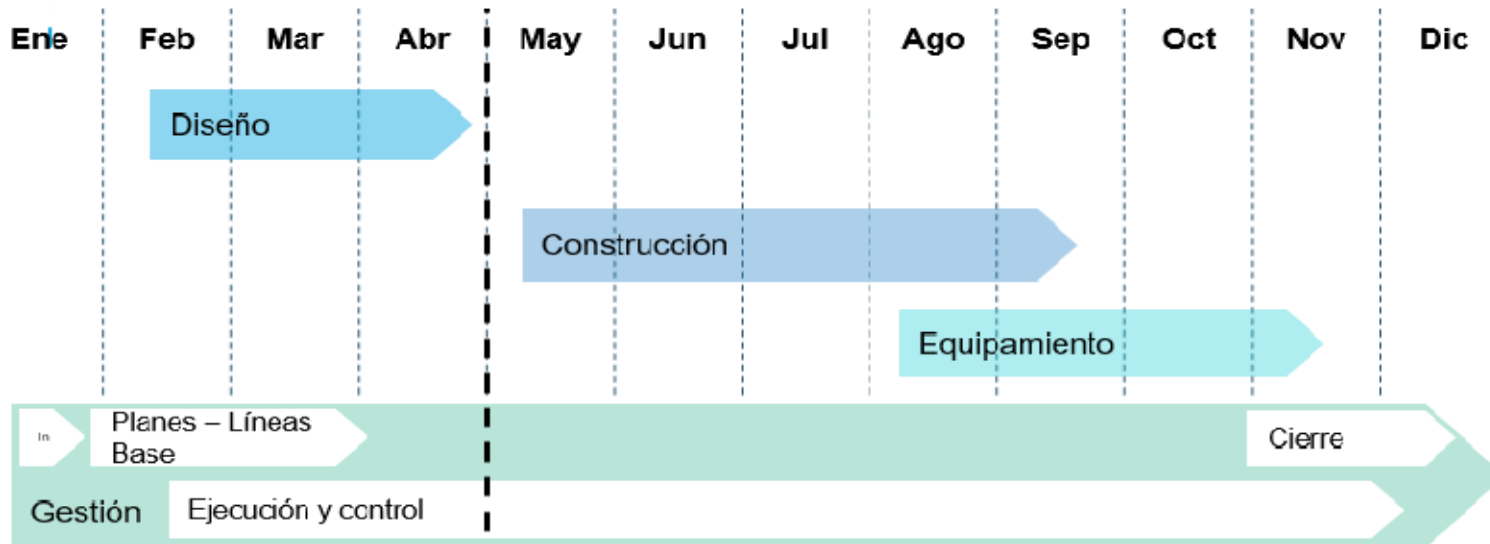 Ene Feb Mar Abr May Jun Jul Ago Sep Oct Nov Dic
Diseño
Construcción
Equipamiento
In
Planes – Líneas
Base
Cierre
Gestión
Ejecución y control